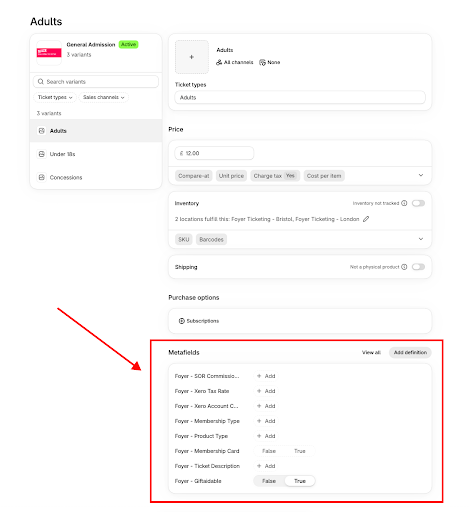 Adults
General Admission Active
3 variants
Search variants
Ticket types
Sales channels
3 variants
Adults
Under 18s
Concessions
Adults
All channels None
Ticket types
Adults
Price
£ 12.00
Compare-at Unit price Charge tax Yes Cost per item
Inventory Inventory not tracked
2 locations fulfill this: Foyer Ticketing - Bristol, Foyer Ticketing - London
SKU Barcodes
Shipping Not a physical product
Purchase options
Subscriptions
Metafields View all Add definition
Foyer - SOR Commissio... + Add
Foyer - Xero Tax Rate + Add
Foyer - Xero Account C... + Add
Foyer - Membership Type + Add
Foyer - Product Type + Add
Foyer - Membership Card False True
Foyer - Ticket Description + Add
Foyer - Giftaidable False True